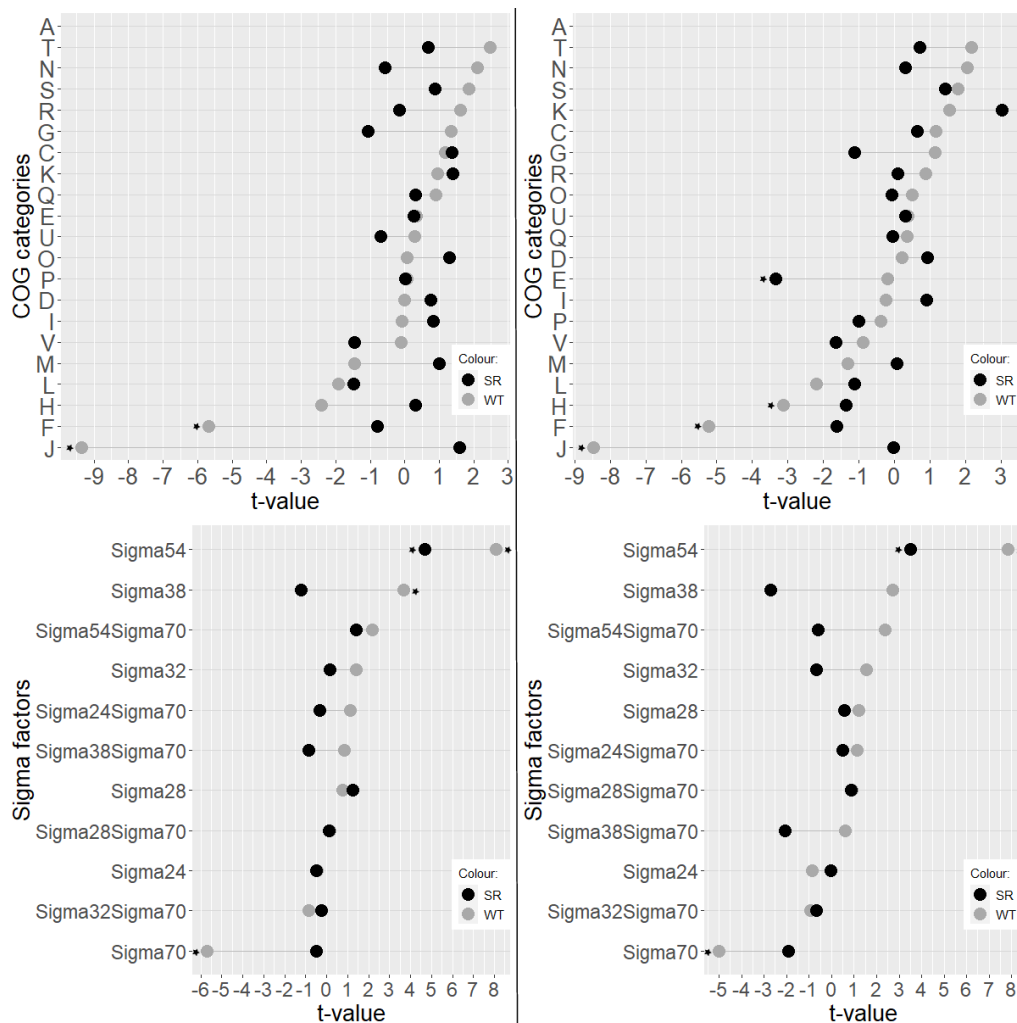 COG categories
A
T
N
S
R
G
C
K
Q
E
U
O
P
D
I
V
M
L
H
F
J
Colour:
SR
WT
-9 -8 -7 -6 -5 -4 -3 -2 -1 0 1 2 3
t-value
COG categories
A
T
N
S
K
C
G
R
O
U
Q
D
E
I
P
V
M
L
H
F
J
Colour:
SR
WT
-9 -8 -7 -6 -5 -4 -3 -2 -1 0 1 2 3
t-value
Sigma factors
Sigma54
Sigma38
Sigma54Sigma70
Sigma32
Sigma24Sigma70
Sigma38Sigma70
Sigma28
Sigma28Sigma70
Sigma24
Sigma32Sigma70
Sigma70
Colour:
SR
WT
-6 -5 -4 -3 -2 -1 0 1 2 3 4 5 6 7 8
t-value
Sigma factors
Sigma54
Sigma38
Sigma54Sigma70
Sigma32
Sigma28
Sigma24Sigma70
Sigma28Sigma70
Sigma38Sigma70
Sigma24
Sigma32Sigma70
Sigma70
Colour:
SR
WT
-5 -4 -3 -2 -1 0 1 2 3 4 5 6 7 8
t-value